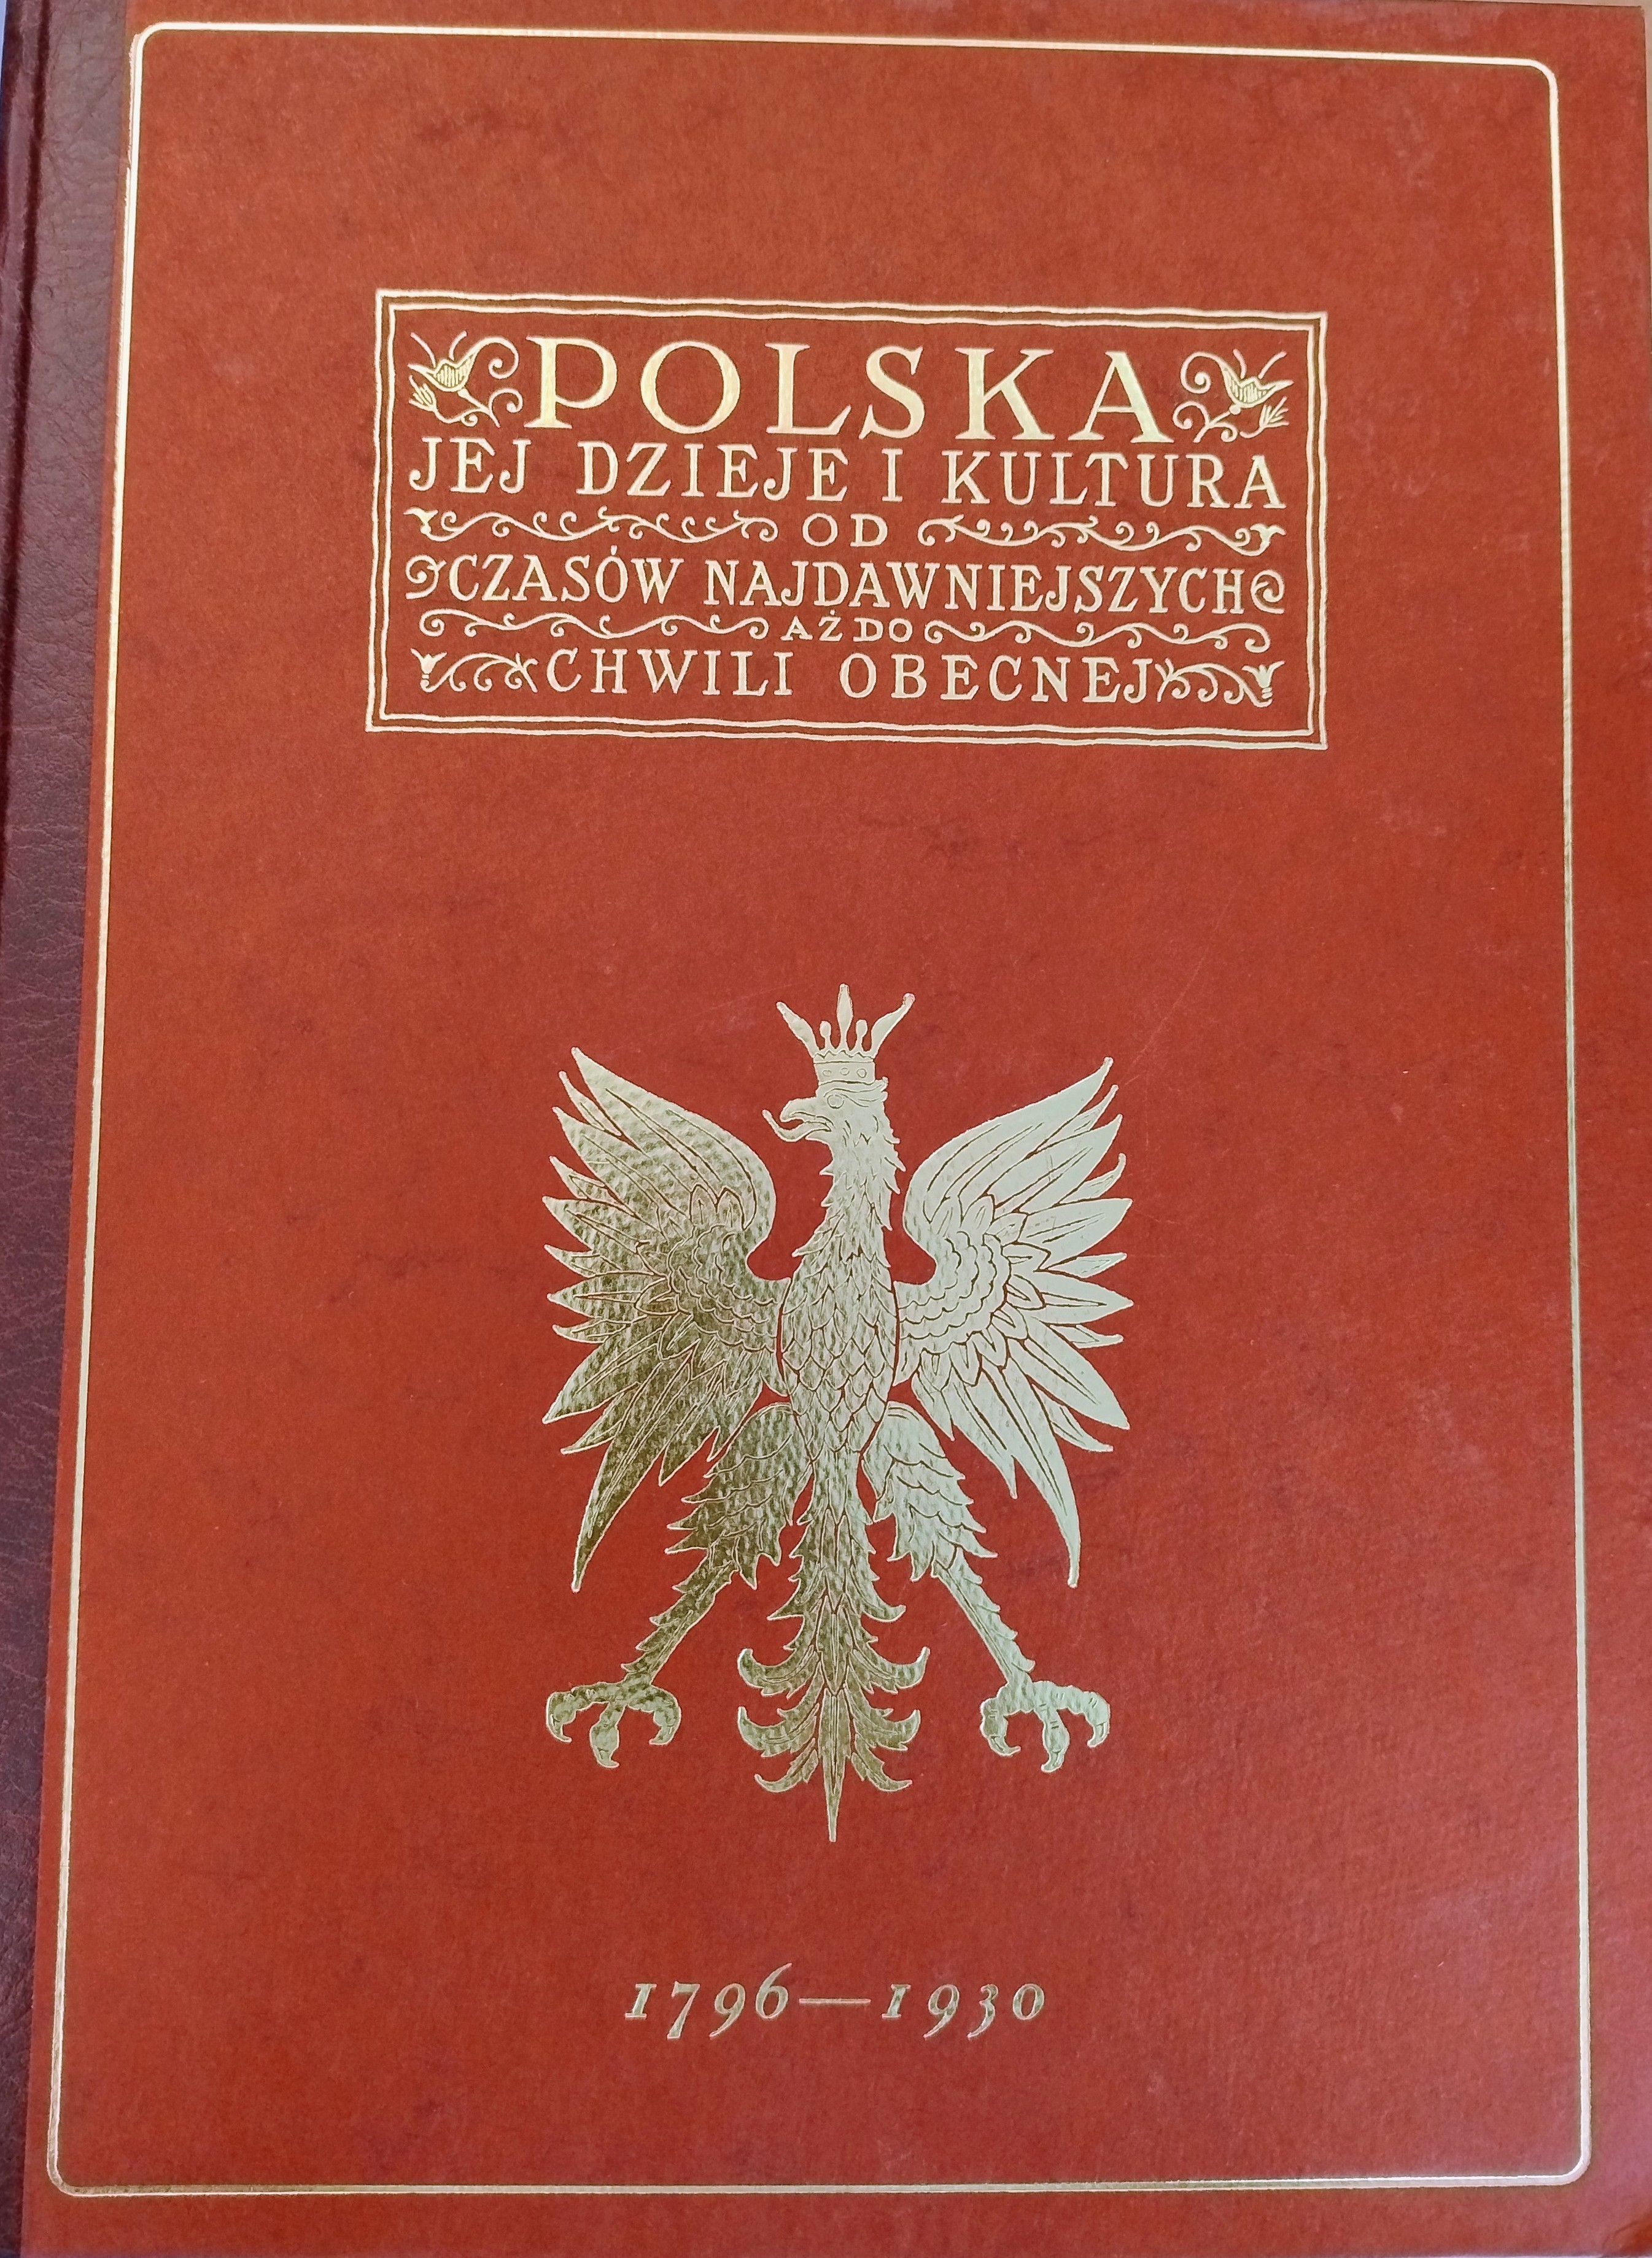 POLSKA
JEJ DZIEJE I KULTURA
OD
CZASÓW NAJDAWNIEJSZYCH
AŻ DO
CHWILI OBECNEJ
1796—1930